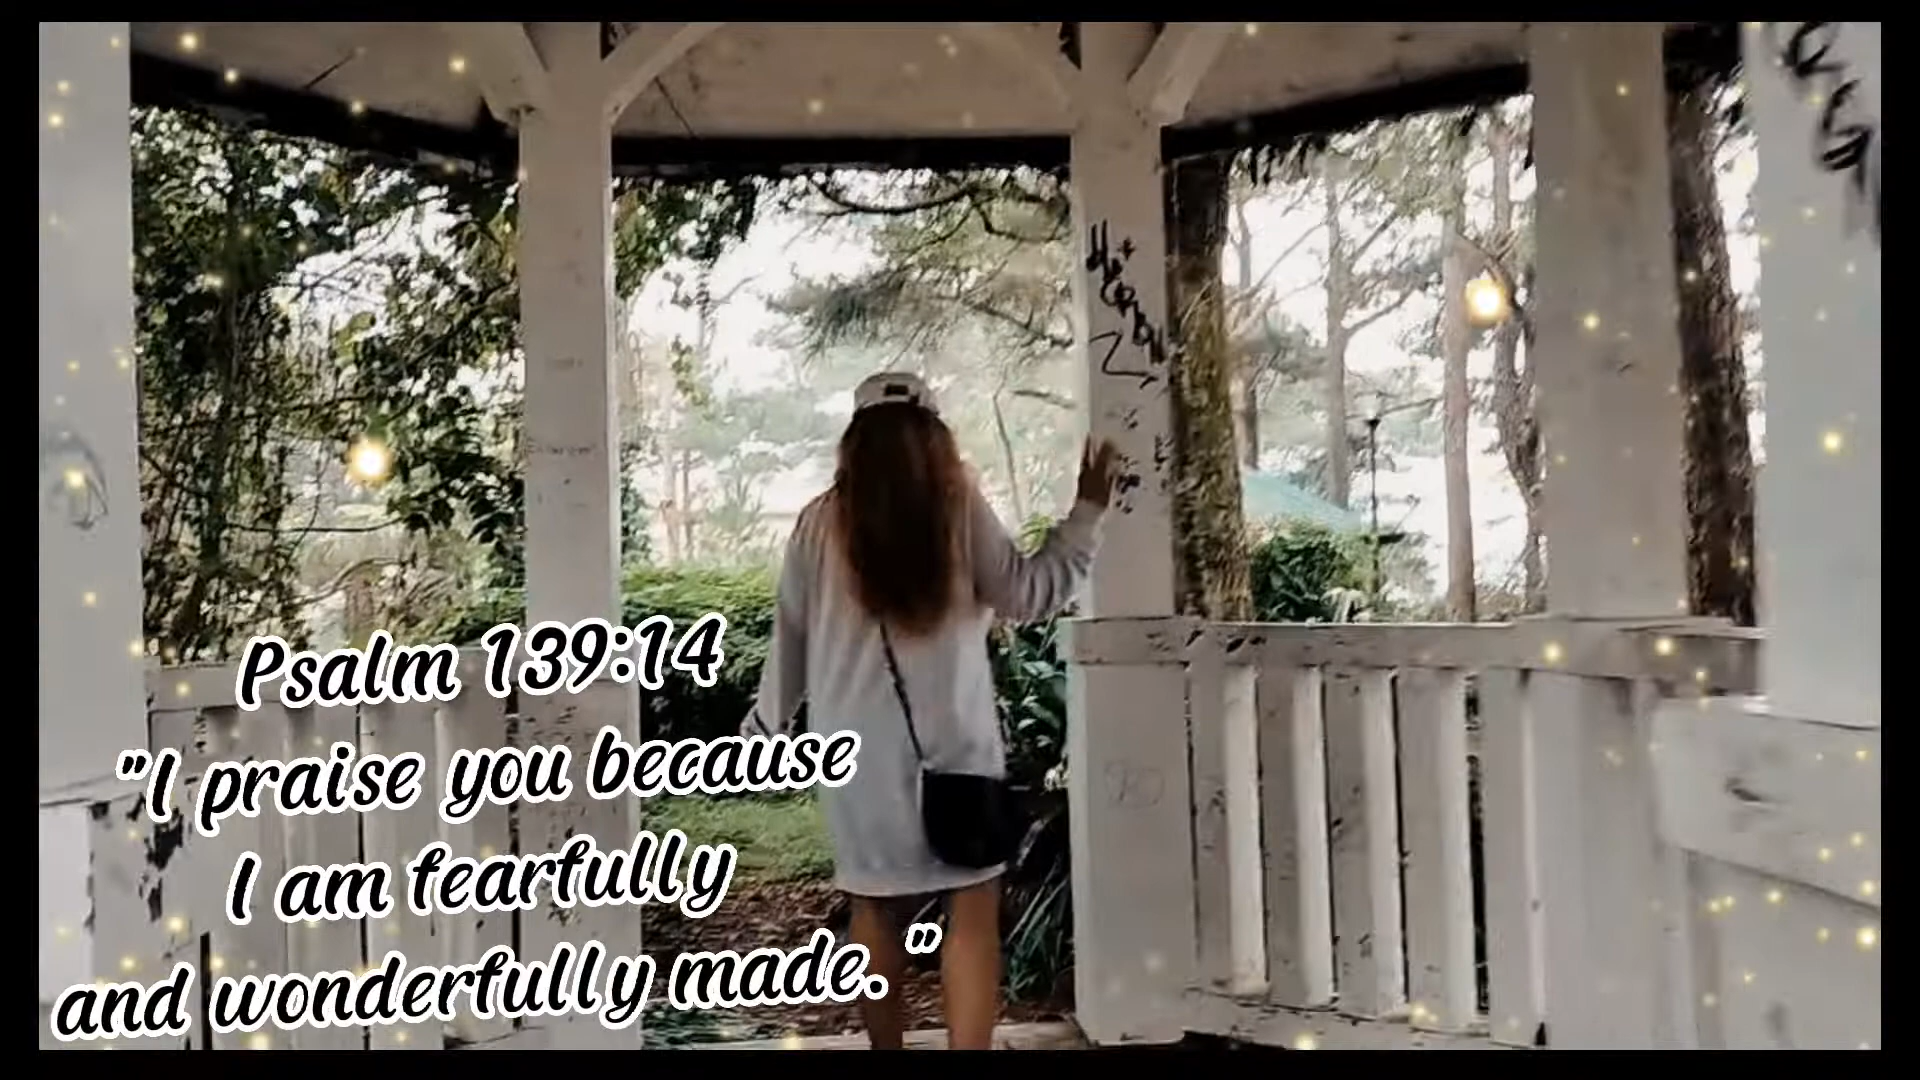 Psalm 139:14
"I praise you because
I am fearfully
and wonderfully made. "